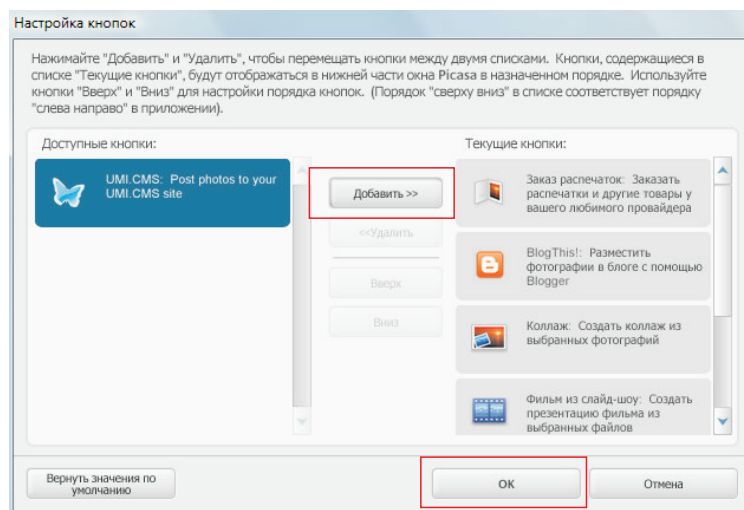 Настройка кнопок
Нажимайте "Добавить" и "Удалить", чтобы перемещать кнопки между двумя списками. Кнопки, содержащиеся в
списке "Текущие кнопки", будут отображаться в нижней части окна Picasa в назначенном порядке. Используйте
кнопки "Вверх" и "Вниз" для настройки порядка кнопок. (Порядок "сверху вниз" в списке соответствует порядку
"слева направо" в приложении).
Доступные кнопки:
UMI.CMS: Post photos to your
UMI.CMS site
Добавить >>
<<Удалить
Вверх
Вниз
Текущие кнопки:
Заказ распечаток: Заказать
распечатки и другие товары у
вашего любимого провайдера
BlogThis!: Разместить
фотографии в блоге с помощью
Blogger
Коллаж: Создать коллаж из
выбранных фотографий
Фильм из слайд-шоу: Создать
презентацию фильма из
выбранных файлов
Вернуть значения по
умолчанию
ОК
Отмена